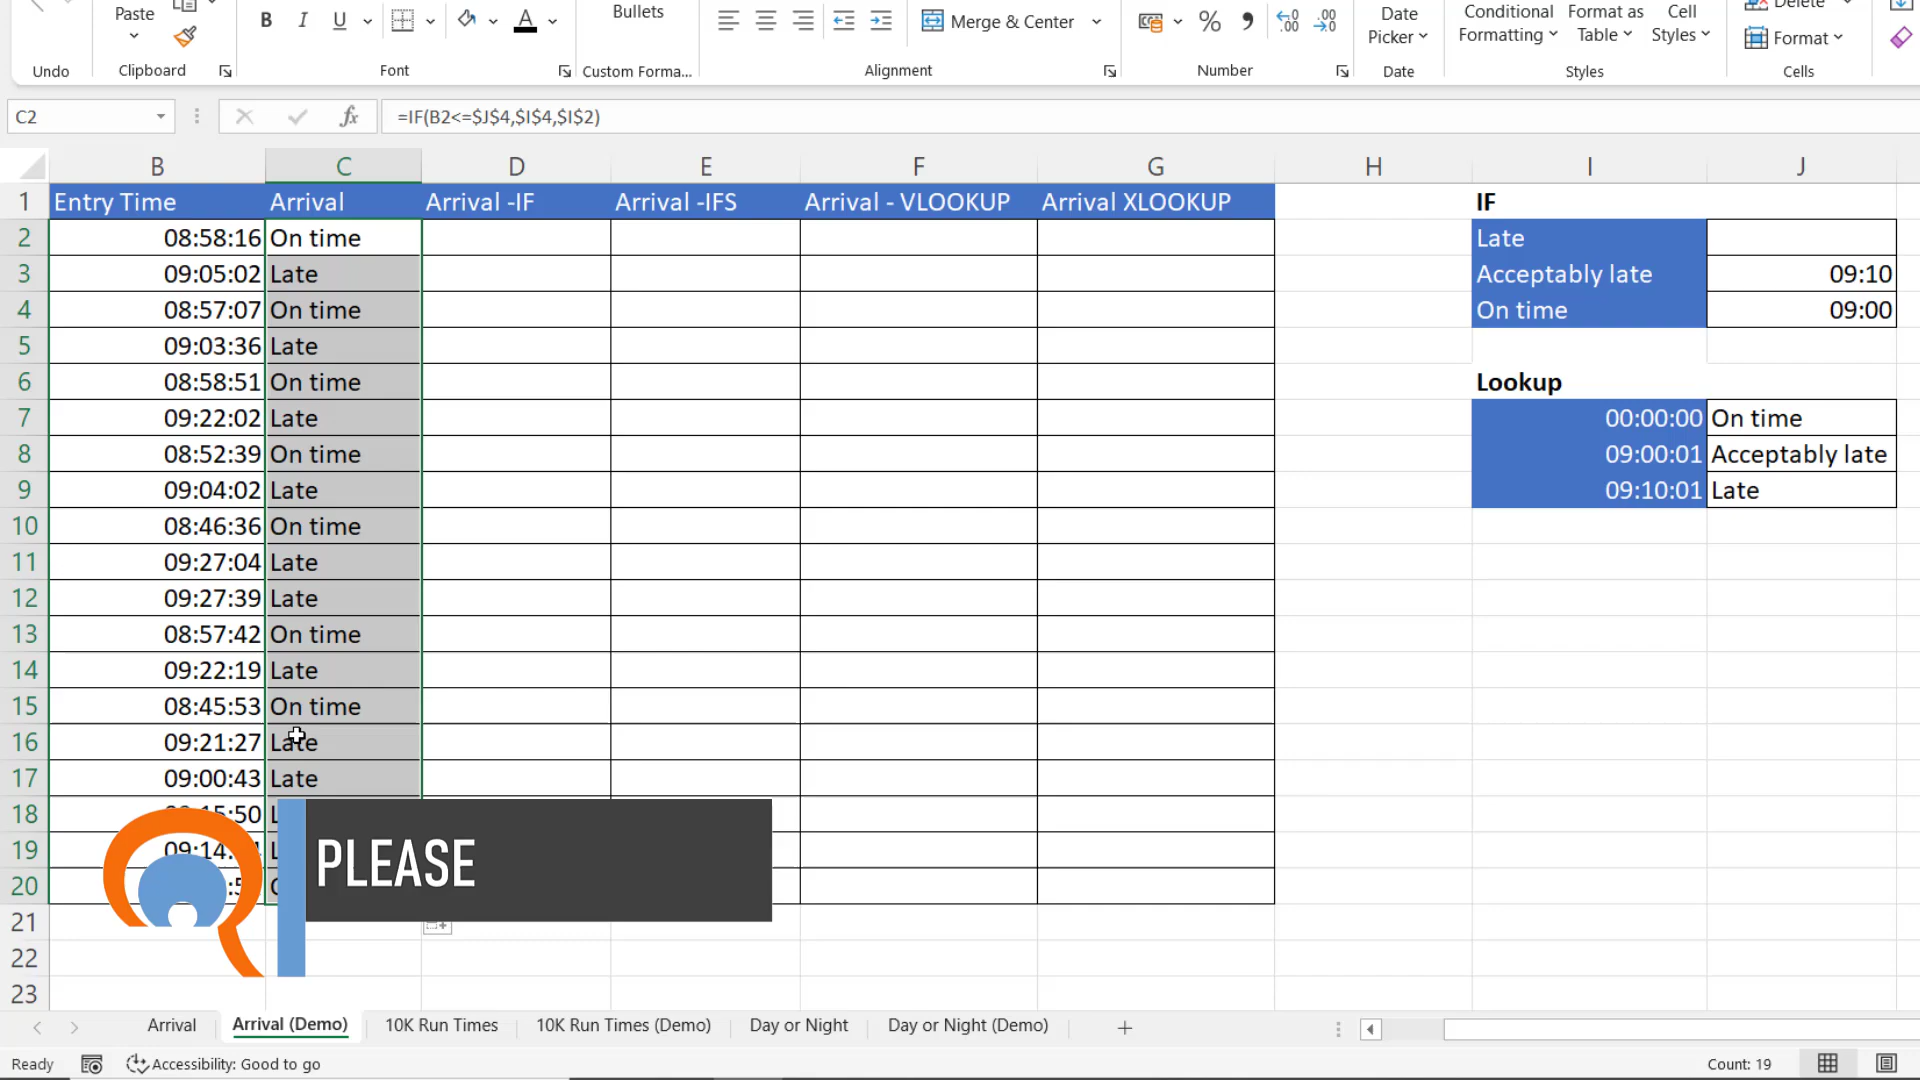 Paste
B I U A
Bullets
Merge & Center
%
Date Picker
Conditional Formatting
Format as Table
Cell Styles
Delete
Format
Undo
Clipboard
Font
Custom Forma...
Alignment
Number
Date
Styles
Cells
C2
fx
=IF(B2<=$J$4,$I$4,$I$2)
B C D E F G H I J
1 Entry Time Arrival Arrival -IF Arrival -IFS Arrival - VLOOKUP Arrival XLOOKUP IF
2 08:58:16 On time Late
3 09:05:02 Late Acceptably late 09:10
4 08:57:07 On time On time 09:00
5 09:03:36 Late
6 08:58:51 On time Lookup
7 09:22:02 Late 00:00:00 On time
8 08:52:39 On time 09:00:01 Acceptably late
9 09:04:02 Late 09:10:01 Late
10 08:46:36 On time
11 09:27:04 Late
12 09:27:39 Late
13 08:57:42 On time
14 09:22:19 Late
15 08:45:53 On time
16 09:21:27 Late
17 09:00:43 Late
18
19
20
PLEASE
21
22
23
Arrival Arrival (Demo) 10K Run Times 10K Run Times (Demo) Day or Night Day or Night (Demo)
Ready Accessibility: Good to go Count: 19